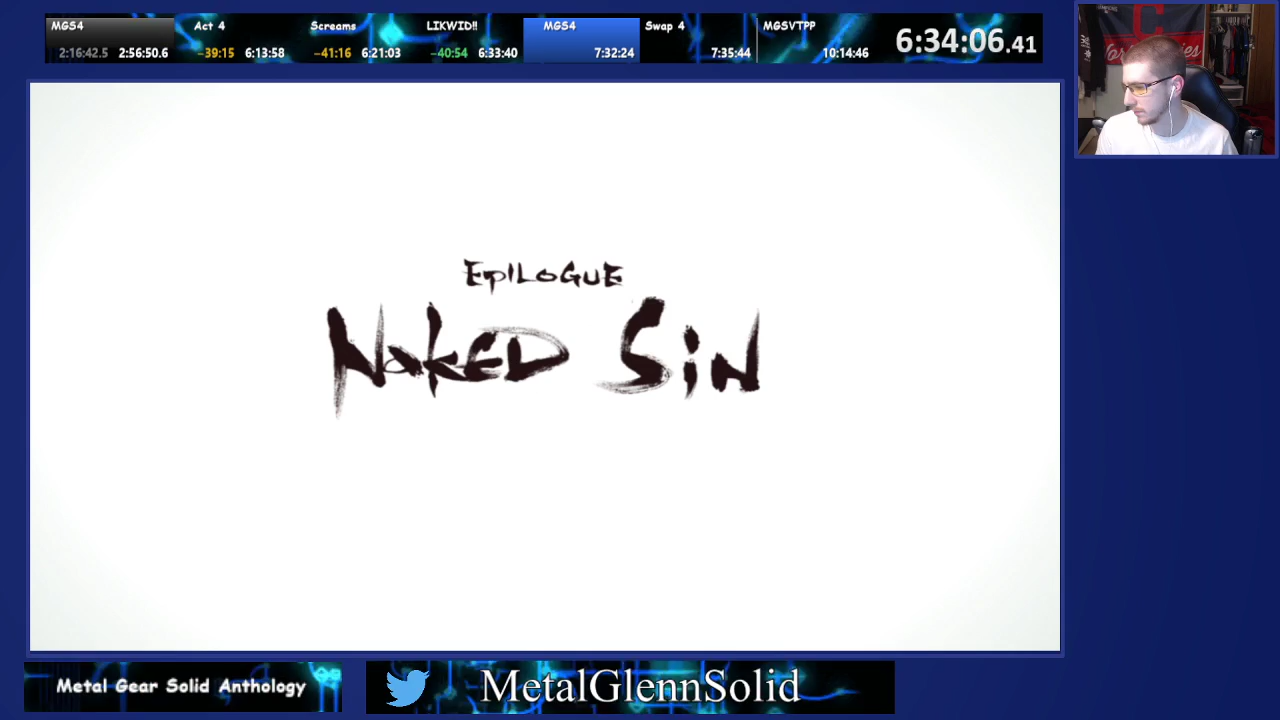 MGS4
2:16:42.5 2:56:50.6
Act 4
−39:15 6:13:58
Screams
−41:16 6:21:03
LIKWID!!
−40:54 6:33:40
MGS4
7:32:24
Swap 4
7:35:44
MGSVTPP
10:14:46
6:34:06.41
EpILoGuE
NakED SiN
Metal Gear Solid Anthology
MetalGlennSolid